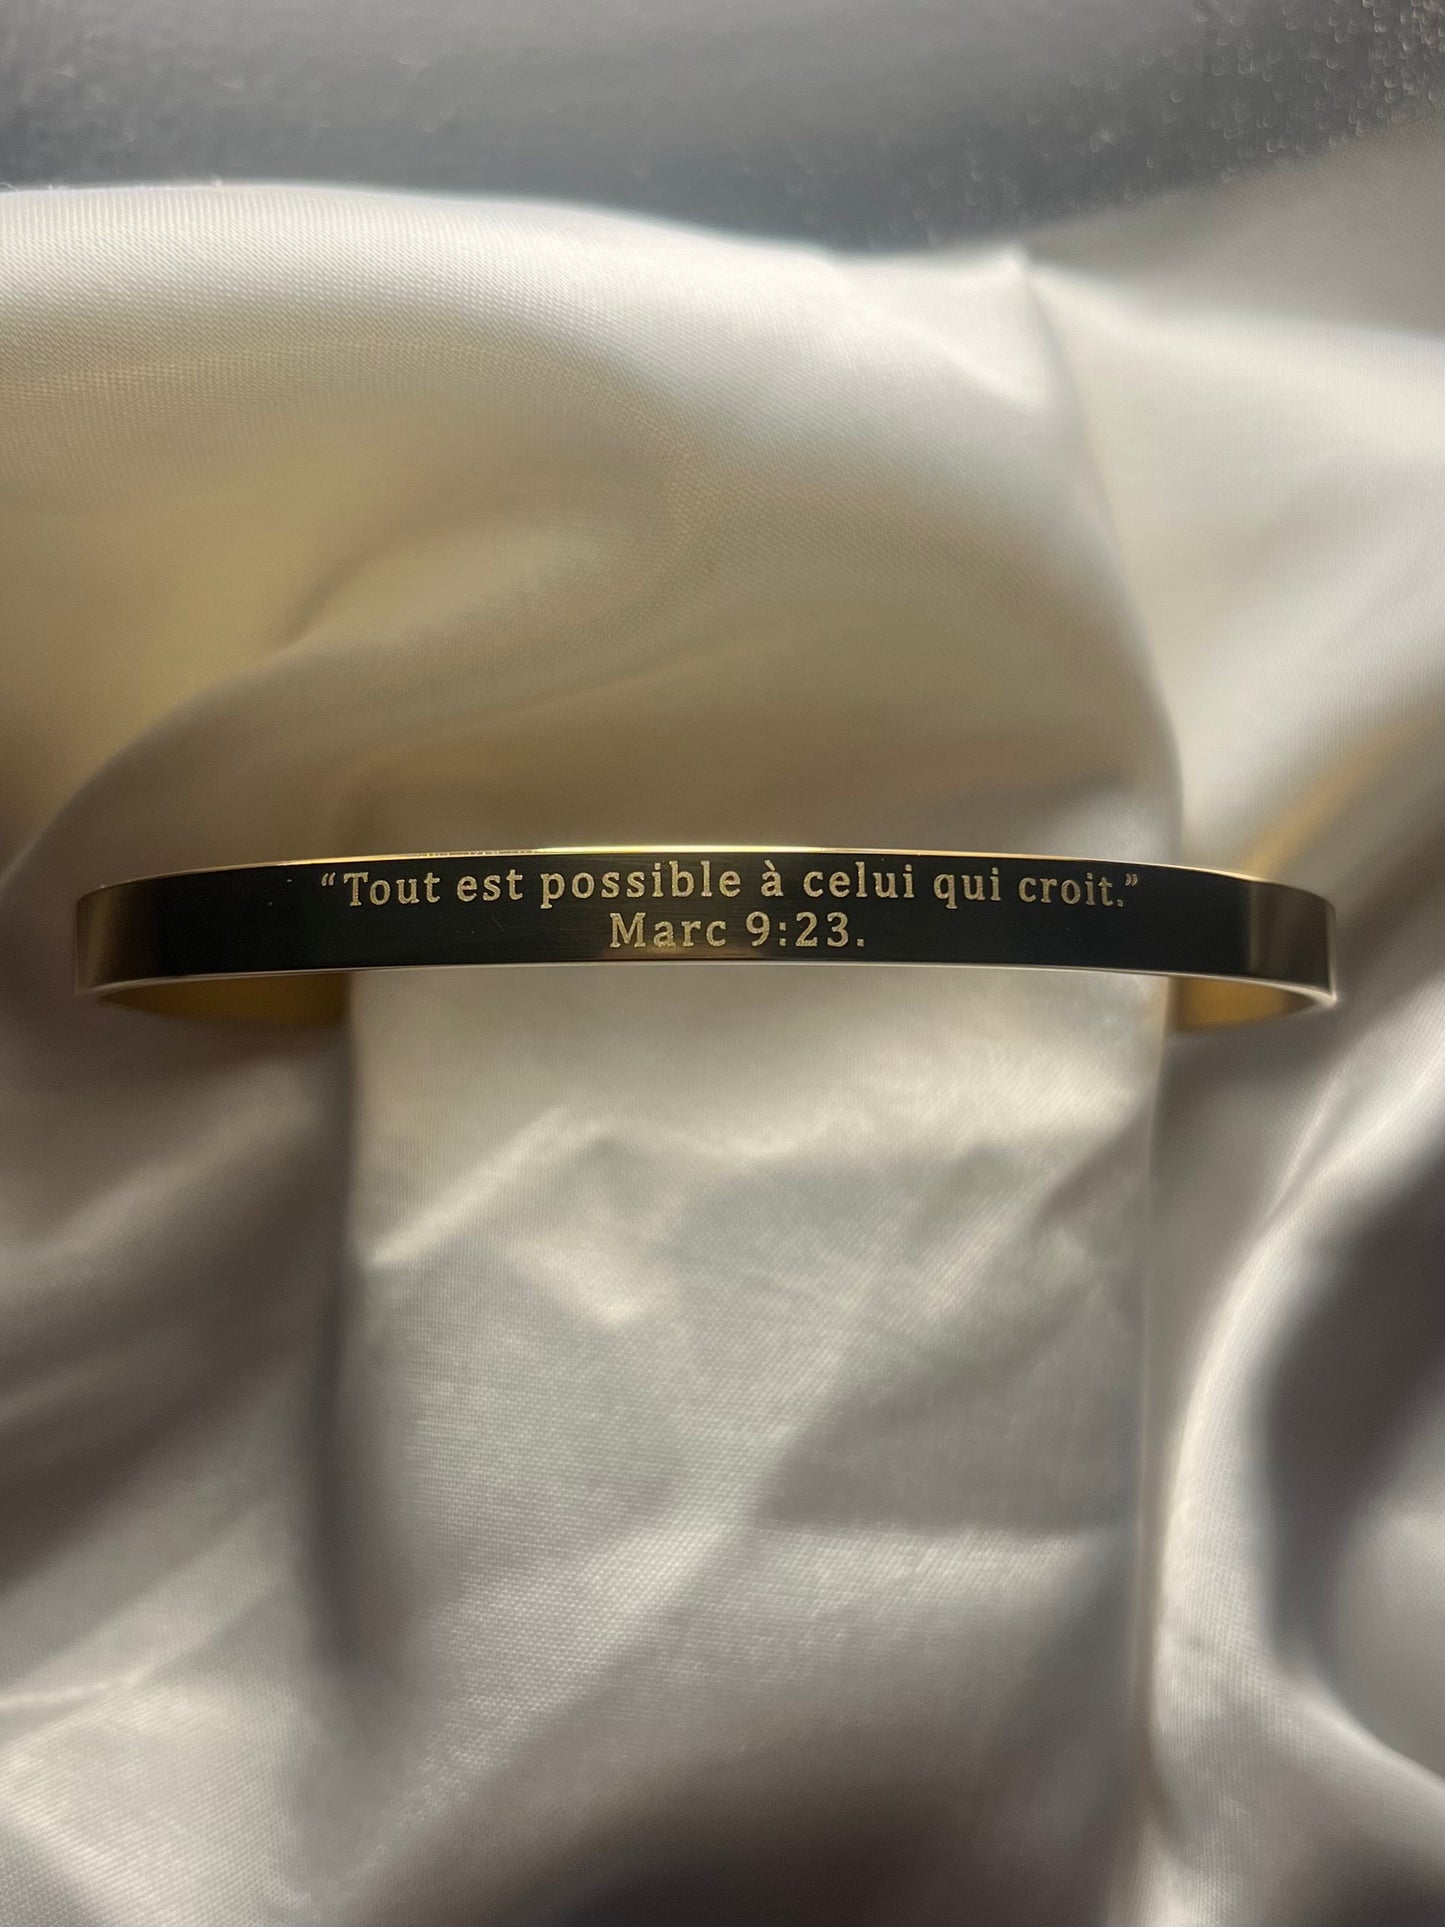 “Tout est possible à celui qui croit.”
Marc 9:23.